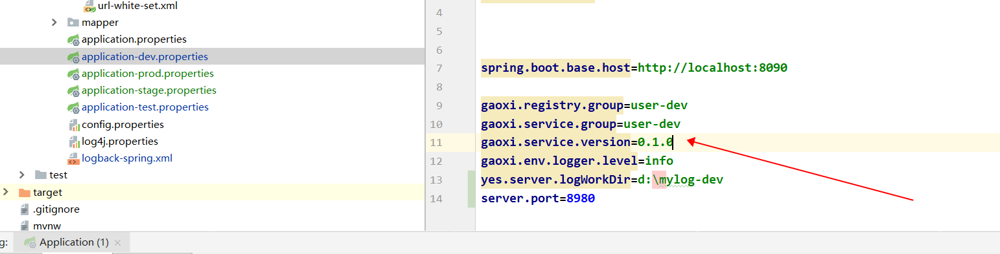 url-white-set.xml
mapper
application.properties
application-dev.properties
application-prod.properties
application-stage.properties
application-test.properties
config.properties
log4j.properties
logback-spring.xml
test
target
.gitignore
mvnw
4
5
6
7 spring.boot.base.host=http://localhost:8090
8
9 gaoxi.registry.group=user-dev
10 gaoxi.service.group=user-dev
11 gaoxi.service.version=0.1.0
12 gaoxi.env.logger.level=info
13 yes.server.logWorkDir=d:\mylog-dev
14 server.port=8980
g: Application (1)